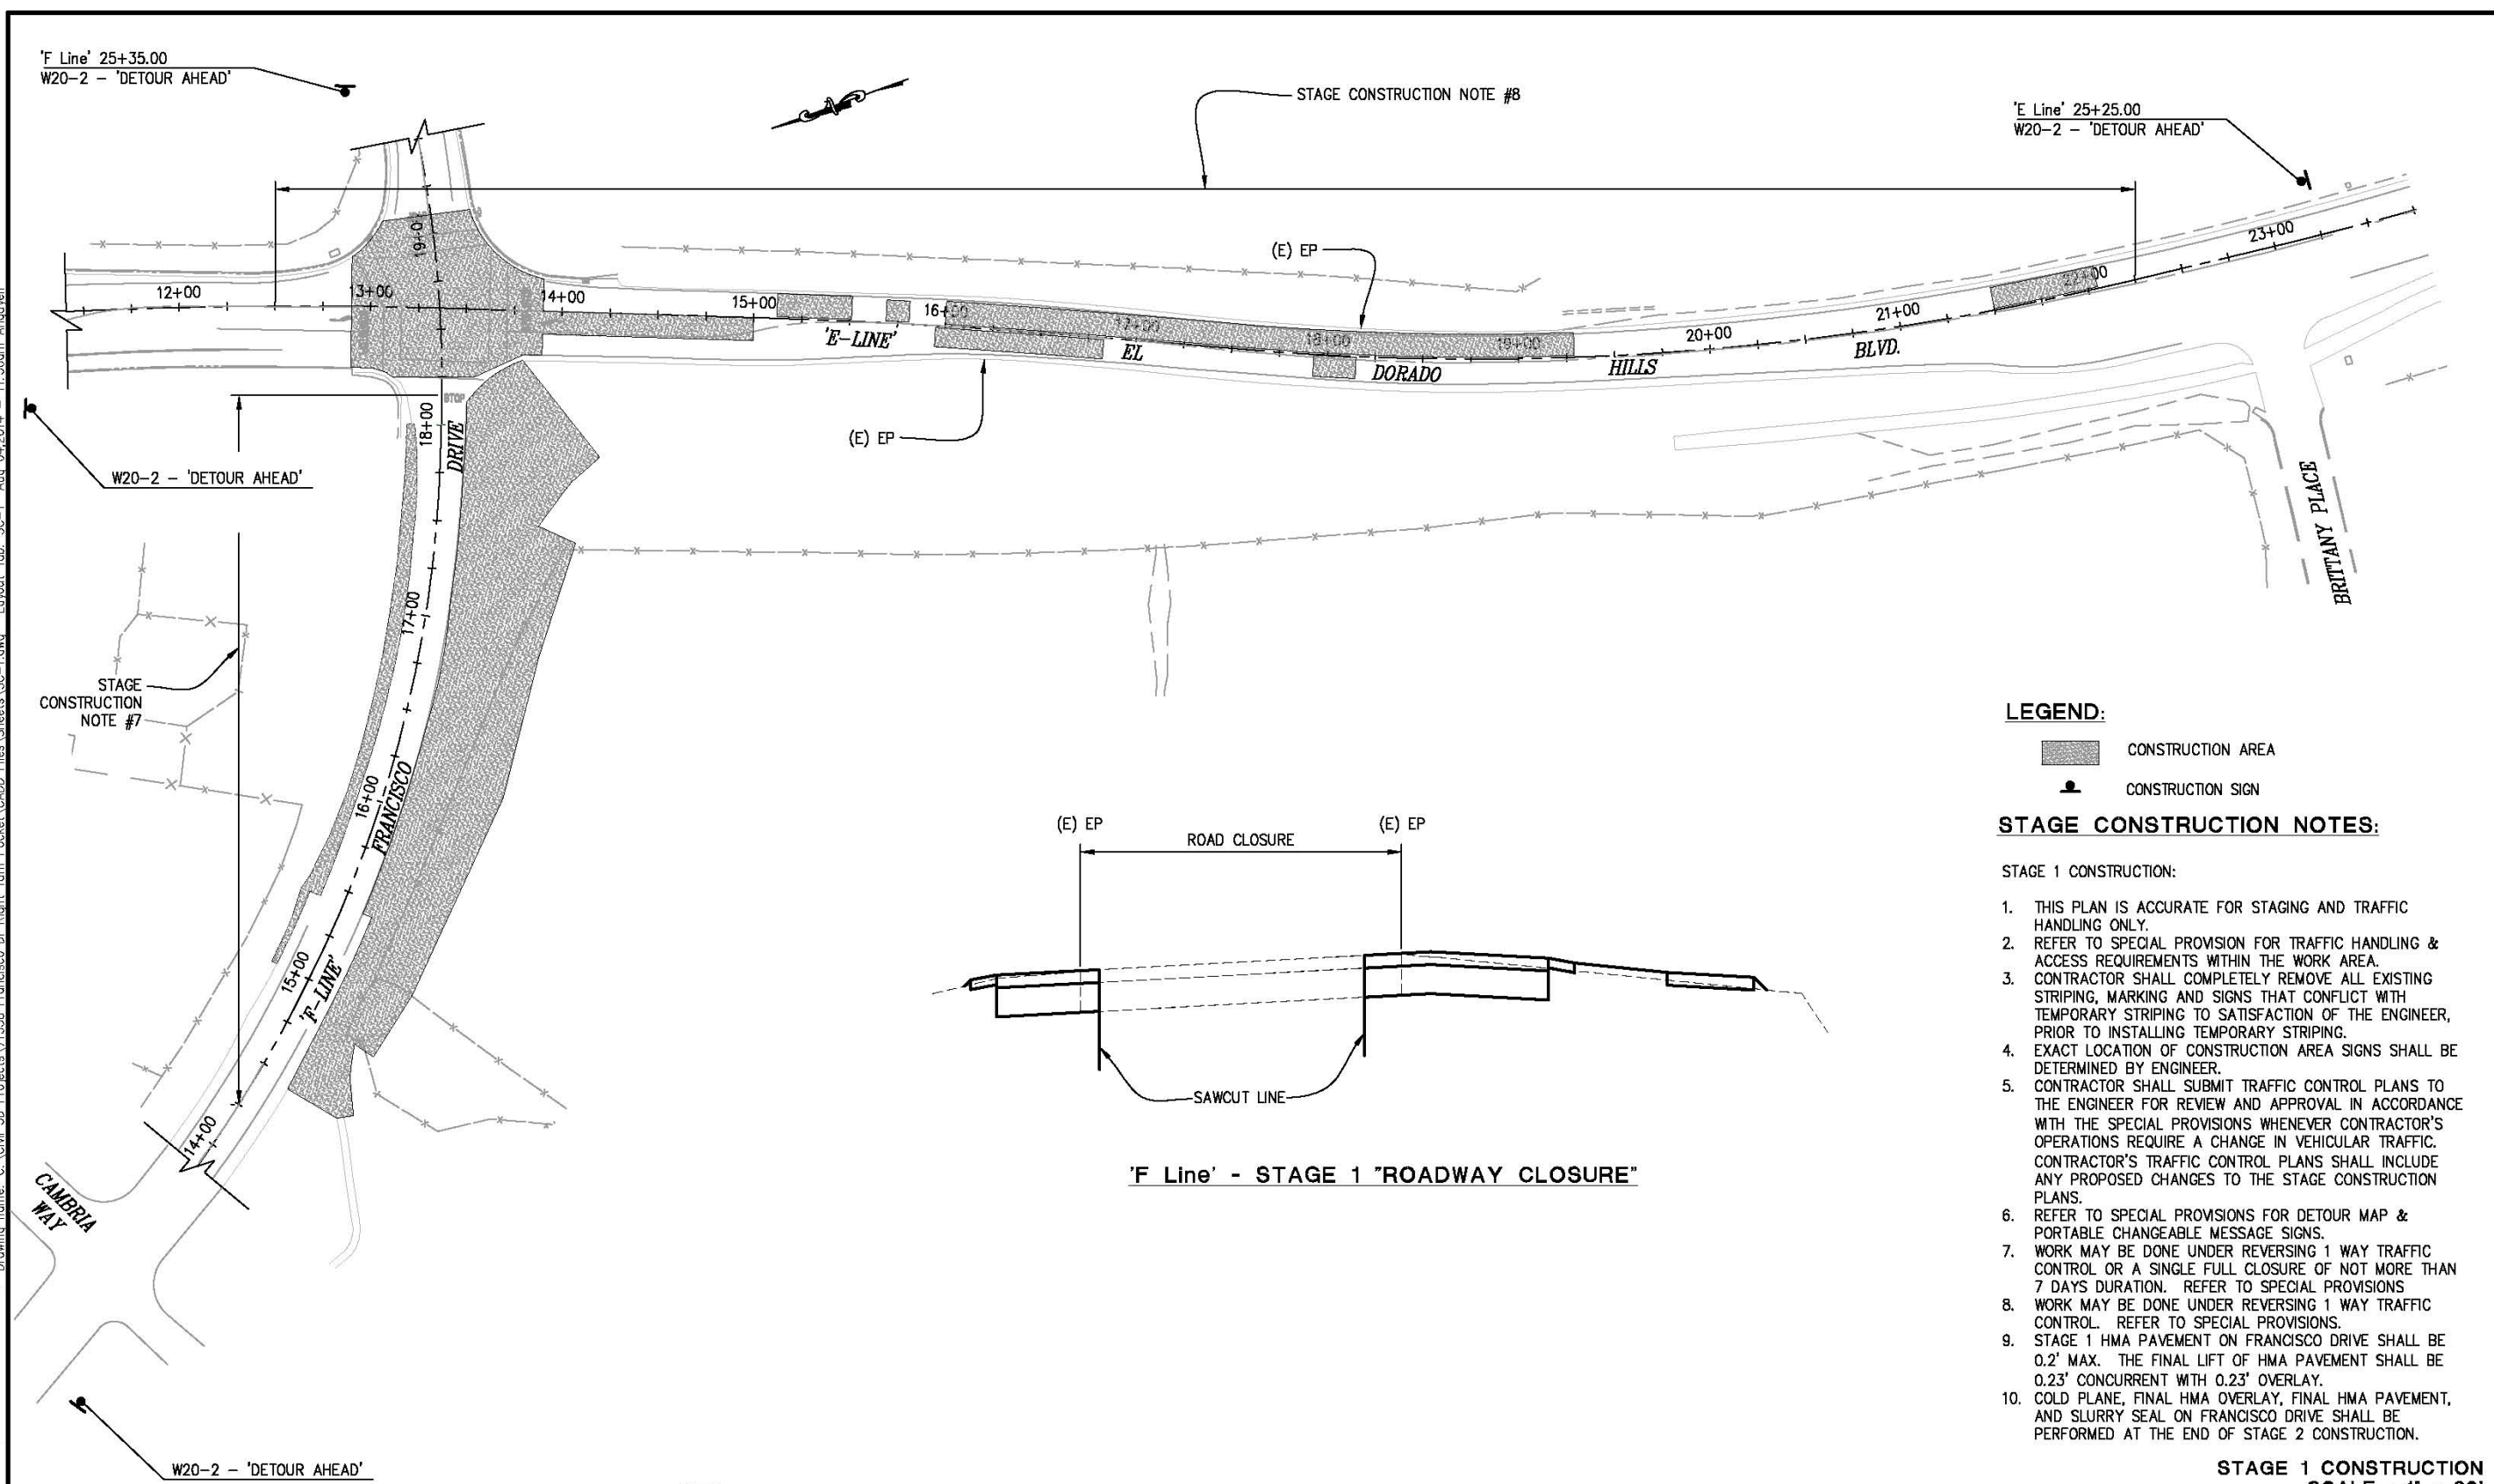 'F Line' 25+35.00
W20-2 - 'DETOUR AHEAD'
STAGE CONSTRUCTION NOTE #8
'E Line' 25+25.00
W20-2 - 'DETOUR AHEAD'
(E) EP
19+0
12+00
13+00
14+00
15+00
16+00
17+00
18+00
19+00
20+00
21+00
22+00
23+00
'E-LINE'
EL
DORADO
HILLS
BLVD.
(E) EP
STOP
18+00
DRIVE
W20-2 - 'DETOUR AHEAD'
BRITTANY PLACE
17+00
STAGE
CONSTRUCTION
NOTE #7
16+00
FRANCISCO
15+00
'F-LINE'
14+00
CAMBRIA
WAY
W20-2 - 'DETOUR AHEAD'
(E) EP
(E) EP
ROAD CLOSURE
SAWCUT LINE
'F Line' - STAGE 1 "ROADWAY CLOSURE"
LEGEND:
CONSTRUCTION AREA
CONSTRUCTION SIGN
STAGE CONSTRUCTION NOTES:
STAGE 1 CONSTRUCTION:
1. THIS PLAN IS ACCURATE FOR STAGING AND TRAFFIC
HANDLING ONLY.
2. REFER TO SPECIAL PROVISION FOR TRAFFIC HANDLING &
ACCESS REQUIREMENTS WITHIN THE WORK AREA.
3. CONTRACTOR SHALL COMPLETELY REMOVE ALL EXISTING
STRIPING, MARKING AND SIGNS THAT CONFLICT WITH
TEMPORARY STRIPING TO SATISFACTION OF THE ENGINEER,
PRIOR TO INSTALLING TEMPORARY STRIPING.
4. EXACT LOCATION OF CONSTRUCTION AREA SIGNS SHALL BE
DETERMINED BY ENGINEER.
5. CONTRACTOR SHALL SUBMIT TRAFFIC CONTROL PLANS TO
THE ENGINEER FOR REVIEW AND APPROVAL IN ACCORDANCE
WITH THE SPECIAL PROVISIONS WHENEVER CONTRACTOR'S
OPERATIONS REQUIRE A CHANGE IN VEHICULAR TRAFFIC.
CONTRACTOR'S TRAFFIC CONTROL PLANS SHALL INCLUDE
ANY PROPOSED CHANGES TO THE STAGE CONSTRUCTION
PLANS.
6. REFER TO SPECIAL PROVISIONS FOR DETOUR MAP &
PORTABLE CHANGEABLE MESSAGE SIGNS.
7. WORK MAY BE DONE UNDER REVERSING 1 WAY TRAFFIC
CONTROL OR A SINGLE FULL CLOSURE OF NOT MORE THAN
7 DAYS DURATION. REFER TO SPECIAL PROVISIONS
8. WORK MAY BE DONE UNDER REVERSING 1 WAY TRAFFIC
CONTROL. REFER TO SPECIAL PROVISIONS.
9. STAGE 1 HMA PAVEMENT ON FRANCISCO DRIVE SHALL BE
0.2' MAX. THE FINAL LIFT OF HMA PAVEMENT SHALL BE
0.23' CONCURRENT WITH 0.23' OVERLAY.
10. COLD PLANE, FINAL HMA OVERLAY, FINAL HMA PAVEMENT,
AND SLURRY SEAL ON FRANCISCO DRIVE SHALL BE
PERFORMED AT THE END OF STAGE 2 CONSTRUCTION.
STAGE 1 CONSTRUCTION